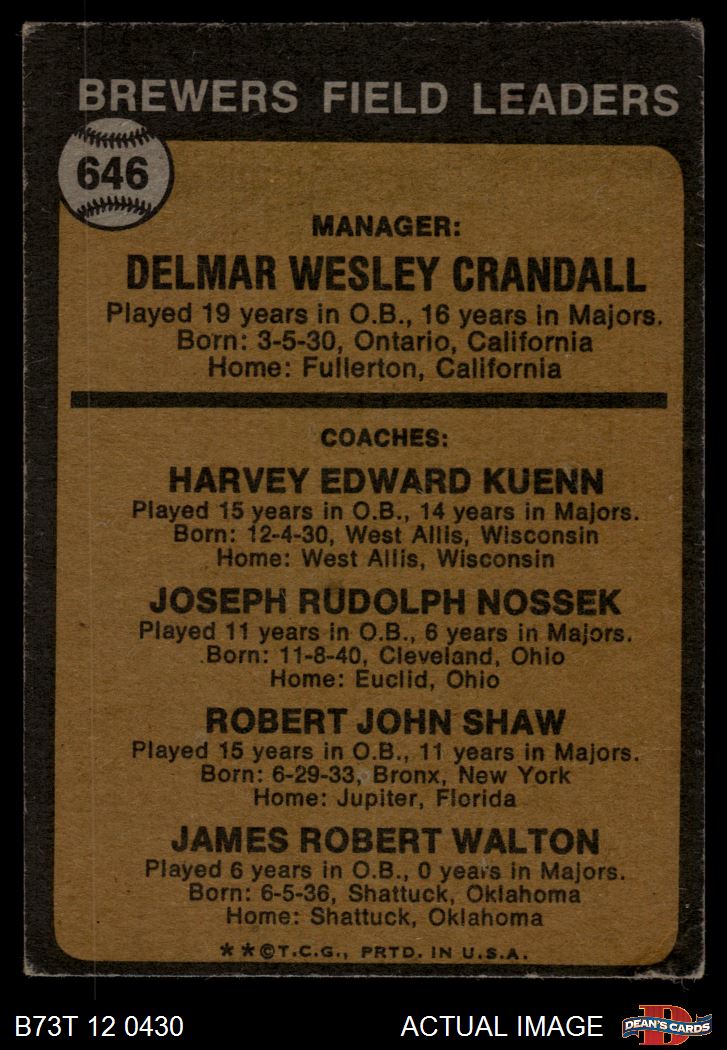 BREWERS FIELD LEADERS
646
MANAGER:
DELMAR WESLEY CRANDALL
Played 19 years in O.B., 16 years in Majors.
Born: 3-5-30, Ontario, California
Home: Fullerton, California
COACHES:
HARVEY EDWARD KUENN
Played 15 years in O.B., 14 years in Majors.
Born: 12-4-30, West Allis, Wisconsin
Home: West Allis, Wisconsin
JOSEPH RUDOLPH NOSSEK
Played 11 years in O.B., 6 years in Majors.
Born: 11-8-40, Cleveland, Ohio
Home: Euclid, Ohio
ROBERT JOHN SHAW
Played 15 years in O.B., 11 years in Majors.
Born: 6-29-33, Bronx, New York
Home: Jupiter, Florida
JAMES ROBERT WALTON
Played 6 years in O.B., 0 years in Majors.
Born: 6-5-36, Shattuck, Oklahoma
Home: Shattuck, Oklahoma
**©T.C.G., PRTD. IN U.S.A.
B73T 12 0430 ACTUAL IMAGE D DEAN'S CARDS